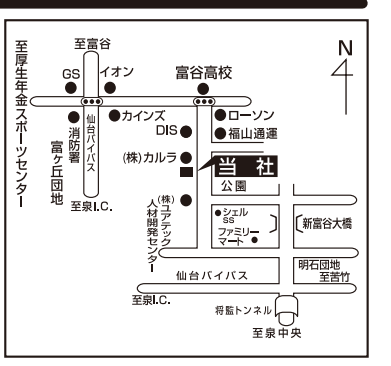 至富谷
N
GS
イオン
富谷高校
至厚生年金スポーツセンター
カインズ
ローソン
DIS
福山通運
消防署
富ヶ丘団地
仙台バイパス
(株)カルラ
当社
公園
至泉I.C.
(株)ユアテック
人材開発センター
シェル
SS
ファミリー
マート
新富谷大橋
明石団地
至苦竹
仙台バイパス
至泉I.C.
将監トンネル
至泉中央